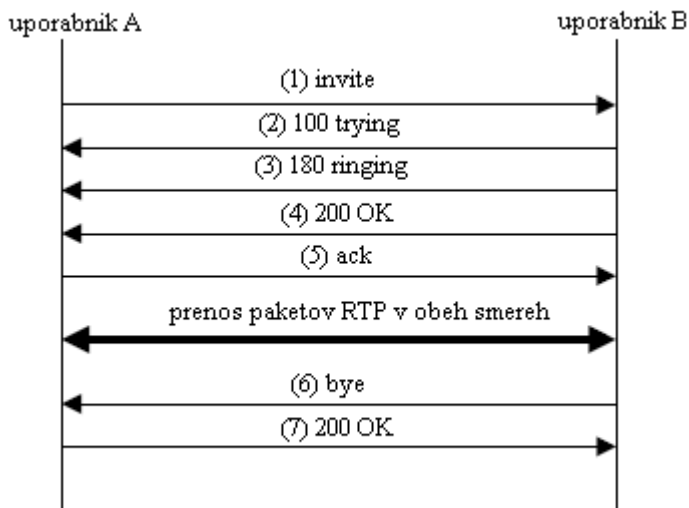 uporabnik A
uporabnik B
(1) invite
(2) 100 trying
(3) 180 ringing
(4) 200 OK
(5) ack
prenos paketov RTP v obeh smereh
(6) bye
(7) 200 OK